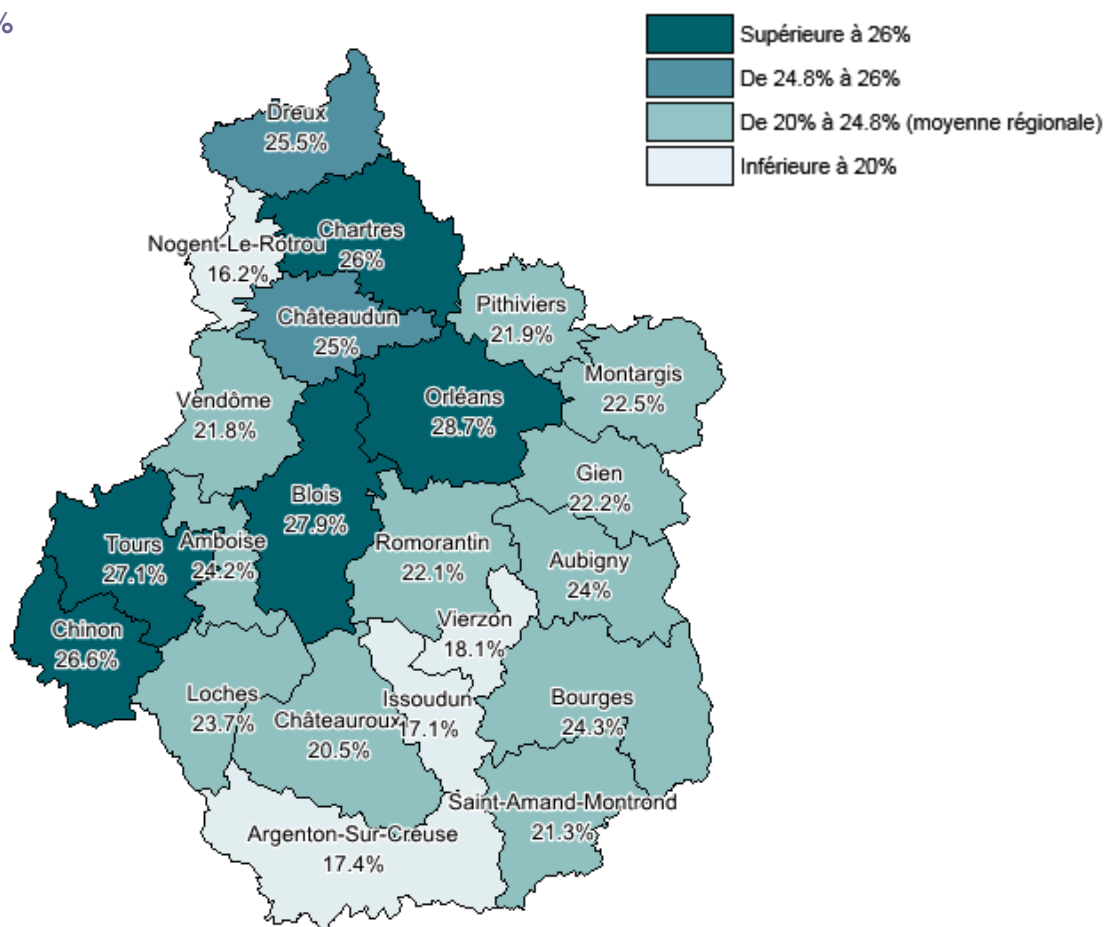 %
Supérieure à 26%
De 24.8% à 26%
De 20% à 24.8% (moyenne régionale)
Inférieure à 20%
Dreux
25.5%
Chartres
26%
Nogent-Le-Rotrou
16.2%
Châteaudun
25%
Pithiviers
21.9%
Montargis
22.5%
Vendôme
21.8%
Orléans
28.7%
Gien
22.2%
Blois
27.9%
Tours
27.1%
Amboise
24.2%
Romorantin
22.1%
Aubigny
24%
Chinon
26.6%
Vierzon
18.1%
Loches
23.7%
Châteauroux
20.5%
Issoudun
17.1%
Bourges
24.3%
Saint-Amand-Montrond
21.3%
Argenton-Sur-Creuse
17.4%